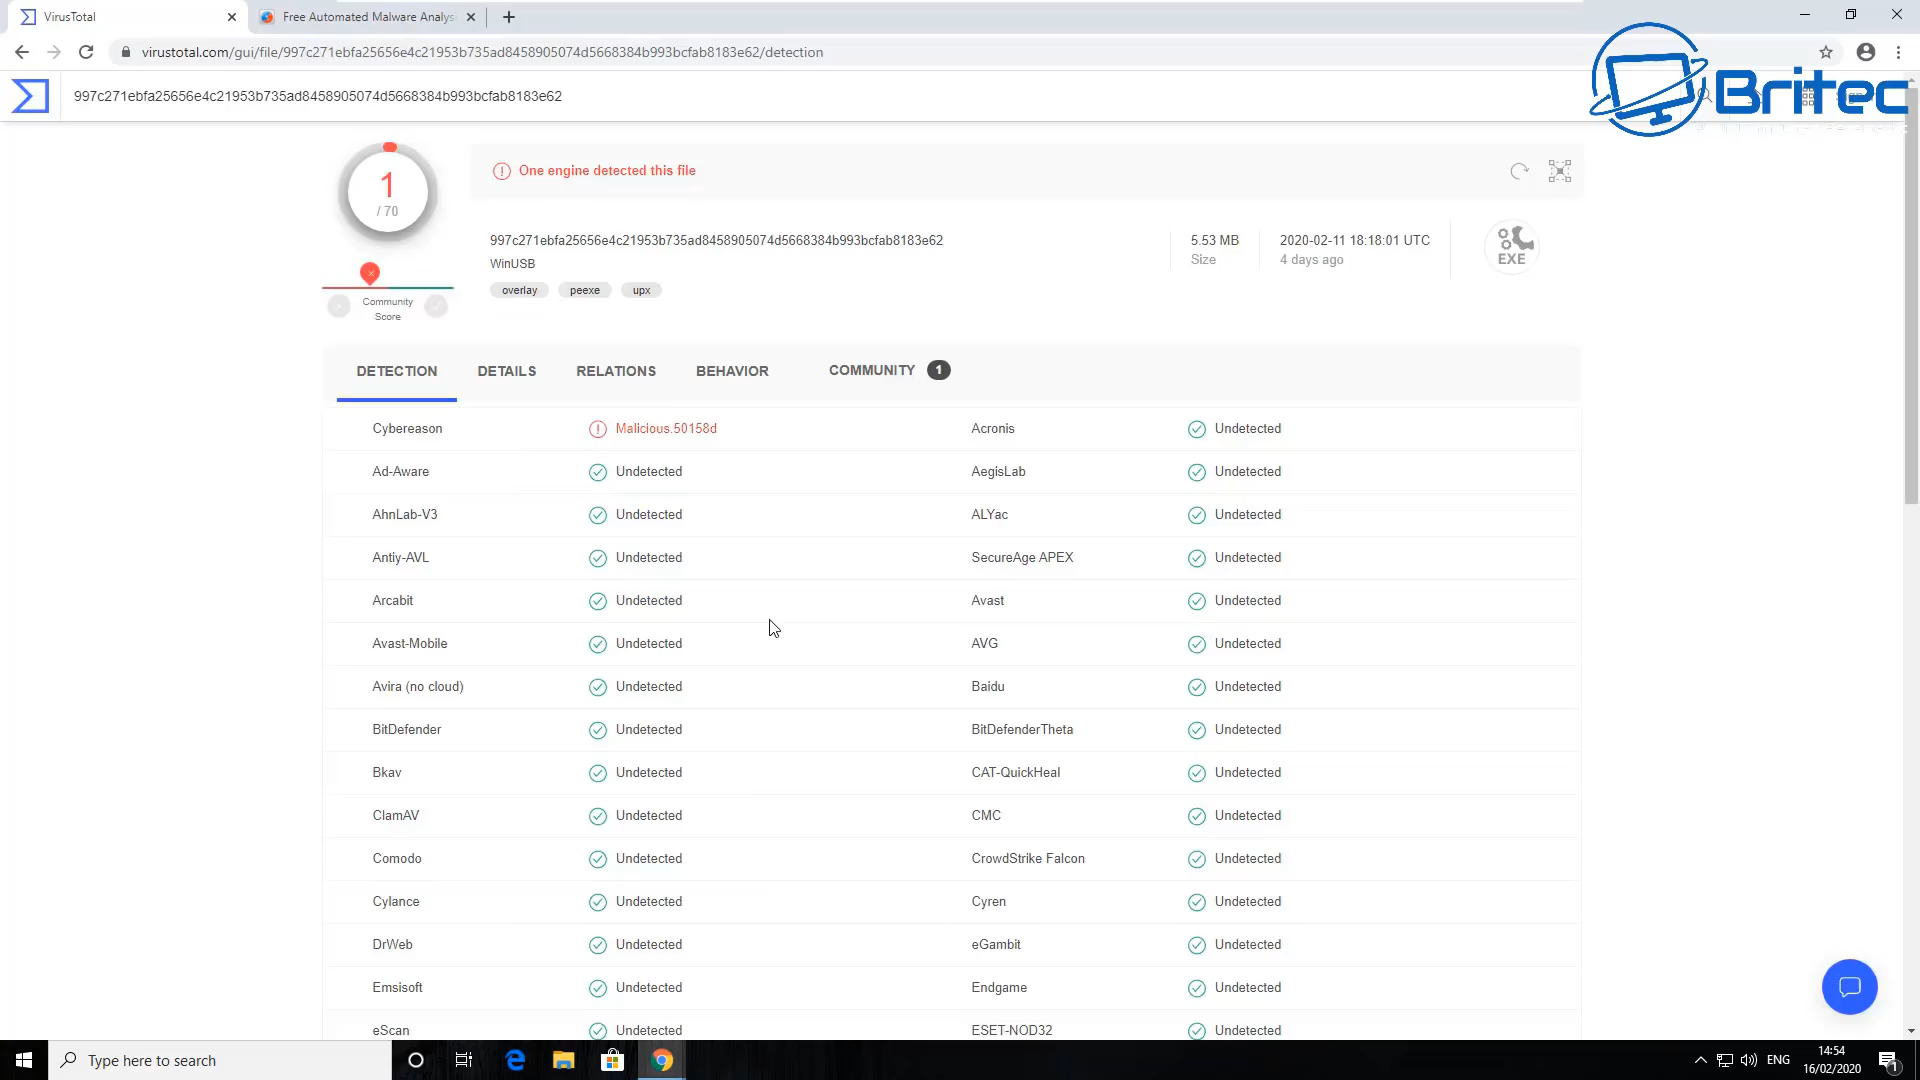 VirusTotal
Free Automated Malware Analys
virustotal.com/gui/file/997c271ebfa25656e4c21953b735ad8458905074d5668384b993bcfab8183e62/detection
Britec
997c271ebfa25656e4c21953b735ad8458905074d5668384b993bcfab8183e62
1
/ 70
One engine detected this file
997c271ebfa25656e4c21953b735ad8458905074d5668384b993bcfab8183e62
WinUSB
overlay peexe upx
5.53 MB
Size
2020-02-11 18:18:01 UTC
4 days ago
EXE
Community
Score
DETECTION DETAILS RELATIONS BEHAVIOR COMMUNITY 1
Cybereason Malicious.50158d Acronis Undetected
Ad-Aware Undetected AegisLab Undetected
AhnLab-V3 Undetected ALYac Undetected
Antiy-AVL Undetected SecureAge APEX Undetected
Arcabit Undetected Avast Undetected
Avast-Mobile Undetected AVG Undetected
Avira (no cloud) Undetected Baidu Undetected
BitDefender Undetected BitDefenderTheta Undetected
Bkav Undetected CAT-QuickHeal Undetected
ClamAV Undetected CMC Undetected
Comodo Undetected CrowdStrike Falcon Undetected
Cylance Undetected Cyren Undetected
DrWeb Undetected eGambit Undetected
Emsisoft Undetected Endgame Undetected
eScan Undetected ESET-NOD32 Undetected
Type here to search
ENG
14:54
16/02/2020
1